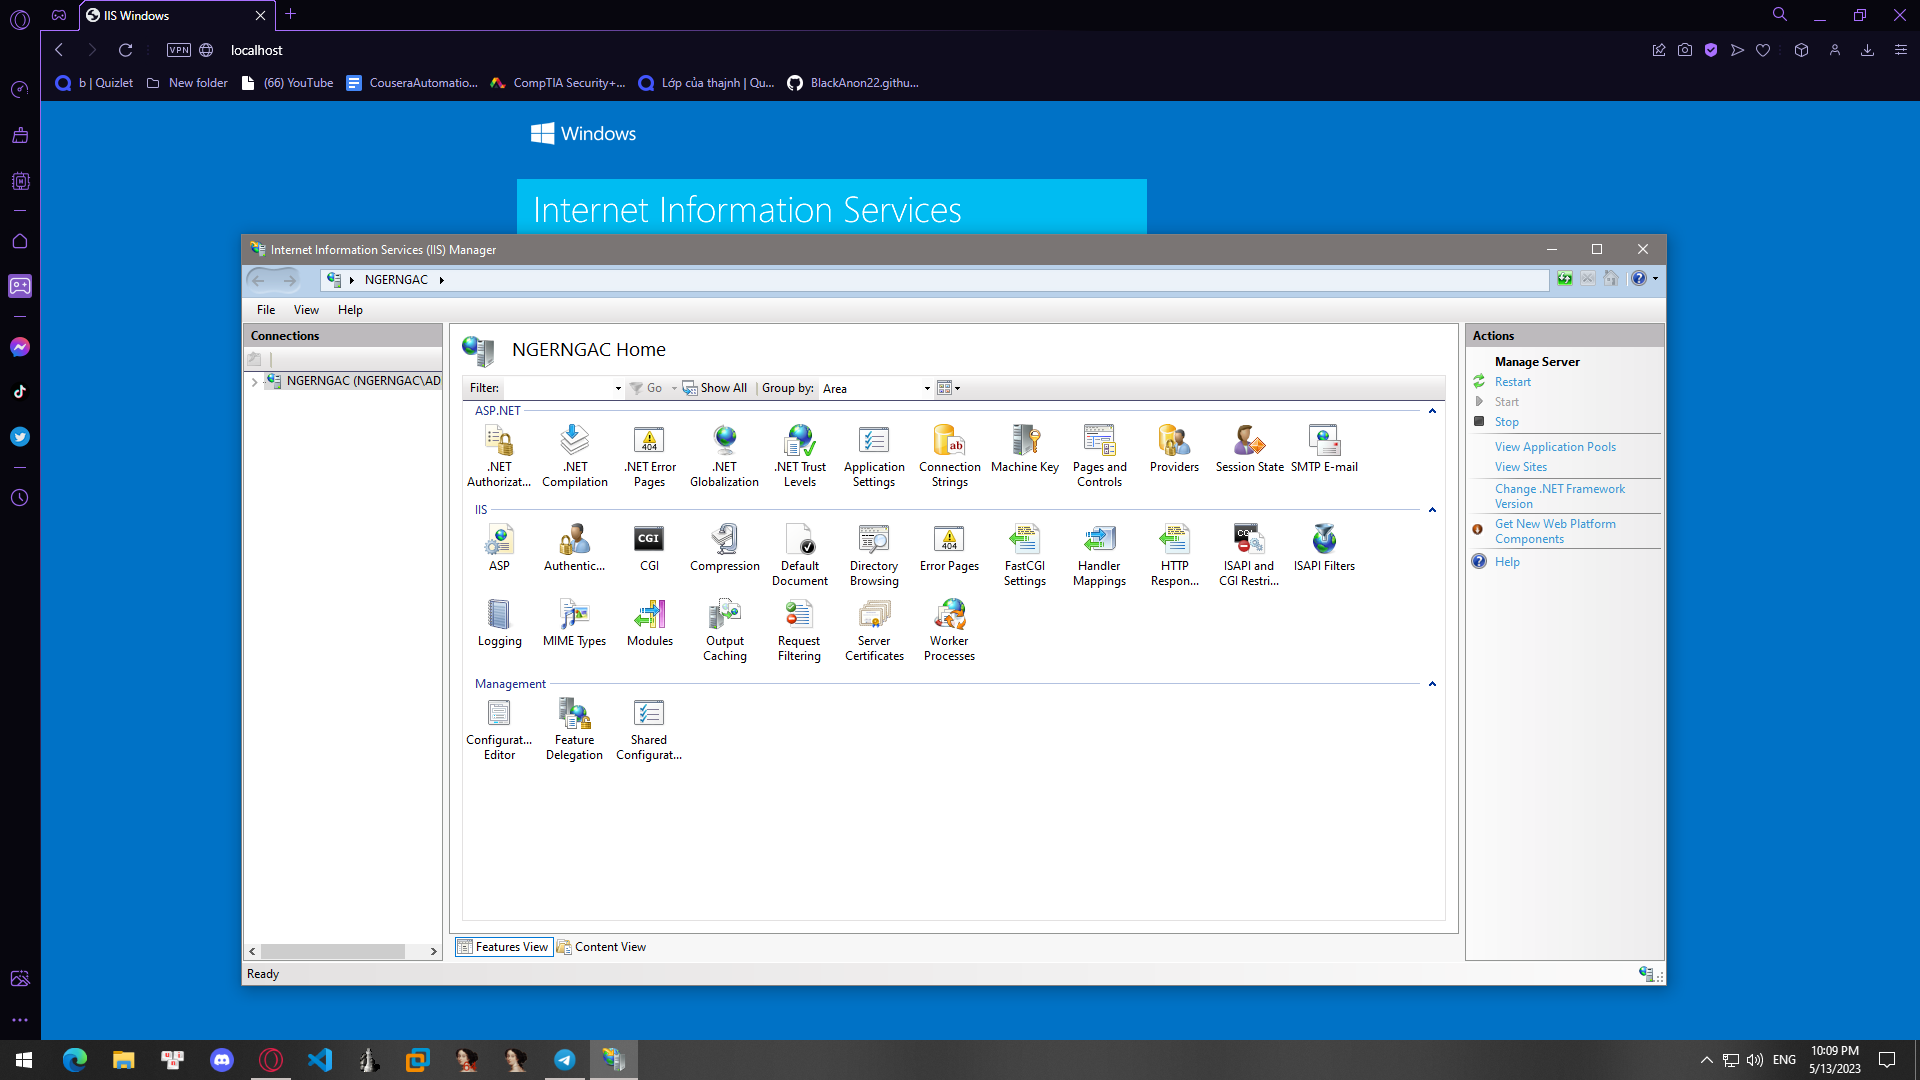 IIS Windows
VPN
localhost
b | Quizlet
New folder
(66) YouTube
CouseraAutomatio...
CompTIA Security+...
Lớp của thajnh | Qu...
BlackAnon22.githu...
Windows
Internet Information Services
Internet Information Services (IIS) Manager
NGERNGAC
File View Help
Connections
NGERNGAC (NGERNGAC\AD
NGERNGAC Home
Filter: Go Show All Group by: Area
ASP.NET
.NET Authorizat...
.NET Compilation
.NET Error Pages
.NET Globalization
.NET Trust Levels
Application Settings
Connection Strings
Machine Key
Pages and Controls
Providers
Session State
SMTP E-mail
IIS
ASP
Authentic...
CGI
Compression
Default Document
Directory Browsing
Error Pages
FastCGI Settings
Handler Mappings
HTTP Respon...
ISAPI and CGI Restri...
ISAPI Filters
Logging
MIME Types
Modules
Output Caching
Request Filtering
Server Certificates
Worker Processes
Management
Configurat... Editor
Feature Delegation
Shared Configurat...
Features View
Content View
Ready
Actions
Manage Server
Restart
Start
Stop
View Application Pools
View Sites
Change .NET Framework
Version
Get New Web Platform
Components
Help
ENG
10:09 PM
5/13/2023